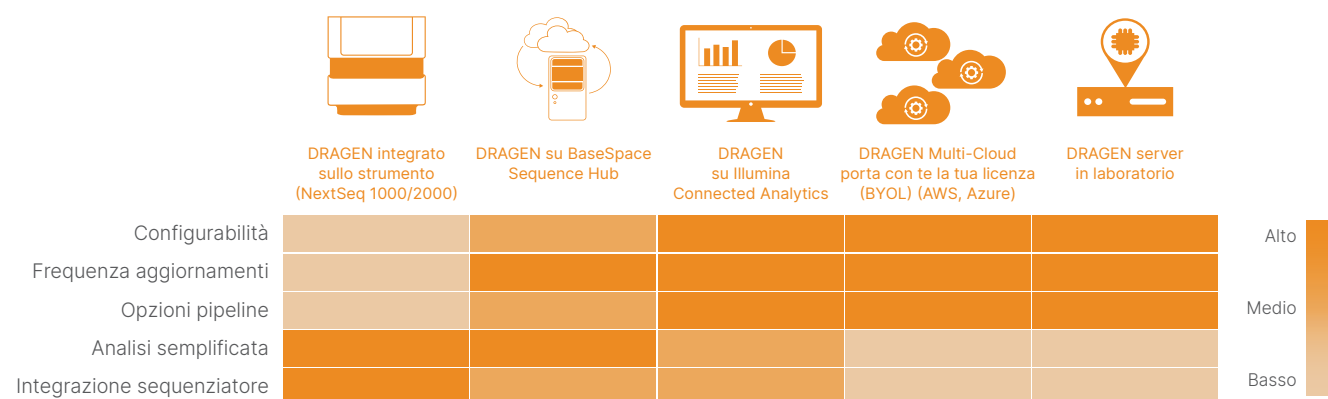 DRAGEN integrato
sullo strumento
(NextSeq 1000/2000)
DRAGEN su BaseSpace
Sequence Hub
DRAGEN
su Illumina
Connected Analytics
DRAGEN Multi-Cloud
porta con te la tua licenza
(BYOL) (AWS, Azure)
DRAGEN server
in laboratorio
Configurabilità
Frequenza aggiornamenti
Opzioni pipeline
Analisi semplificata
Integrazione sequenziatore
Alto
Medio
Basso